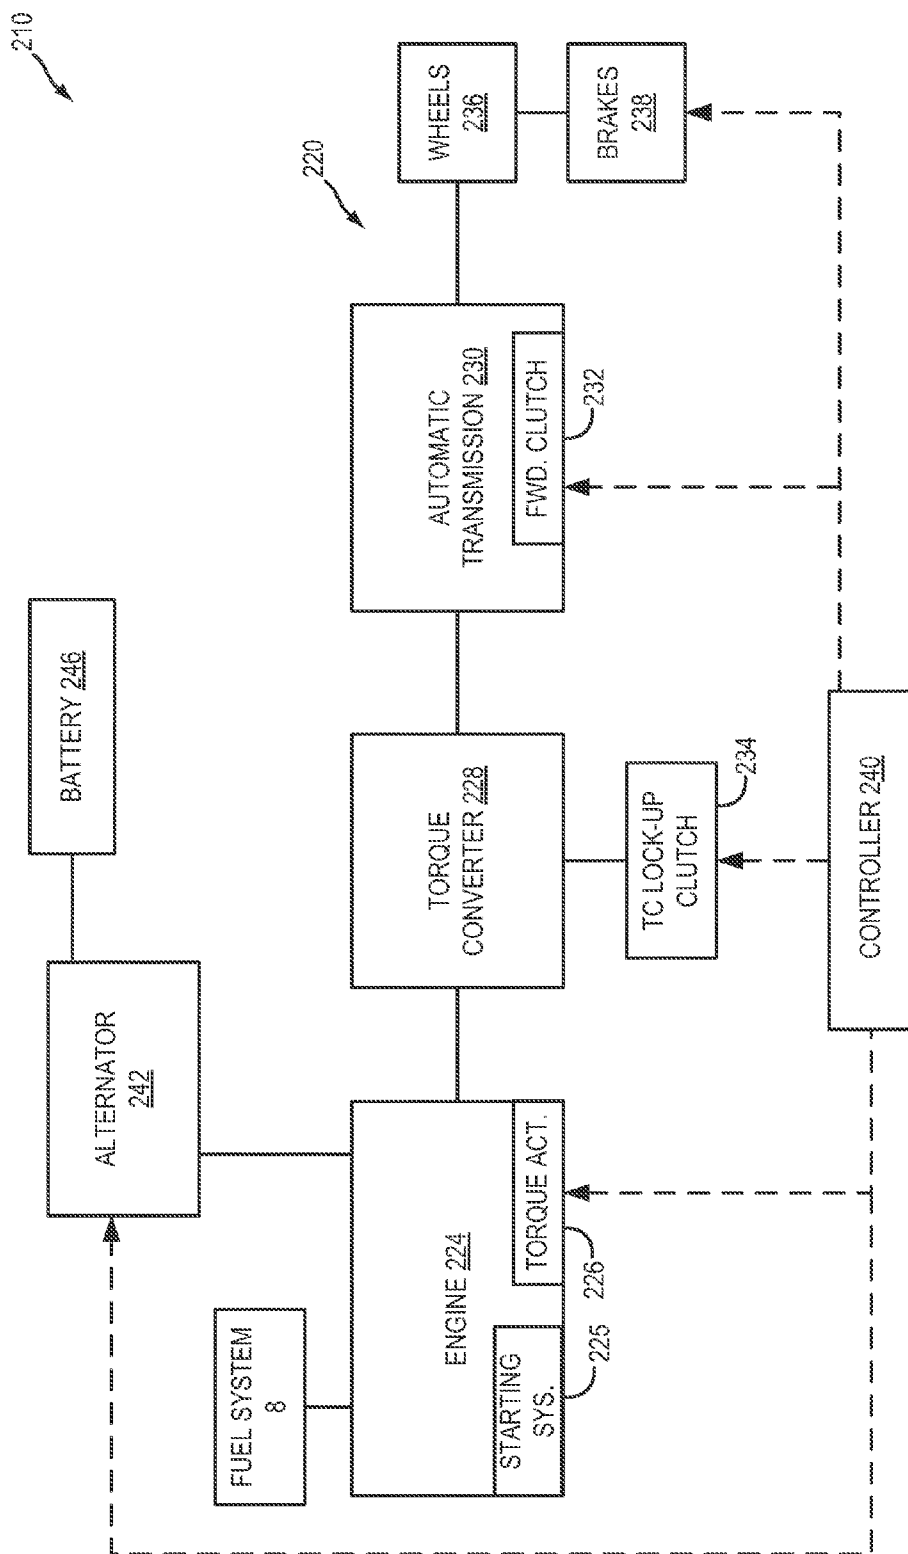 210
BATTERY 246
ALTERNATOR
242
220
FUEL SYSTEM
8
ENGINE 224
STARTING
SYS.
225
TORQUE ACT.
226
TORQUE
CONVERTER 228
TC LOCK-UP
CLUTCH
234
AUTOMATIC
TRANSMISSION 230
FWD. CLUTCH
232
WHEELS
236
BRAKES
238
CONTROLLER 240